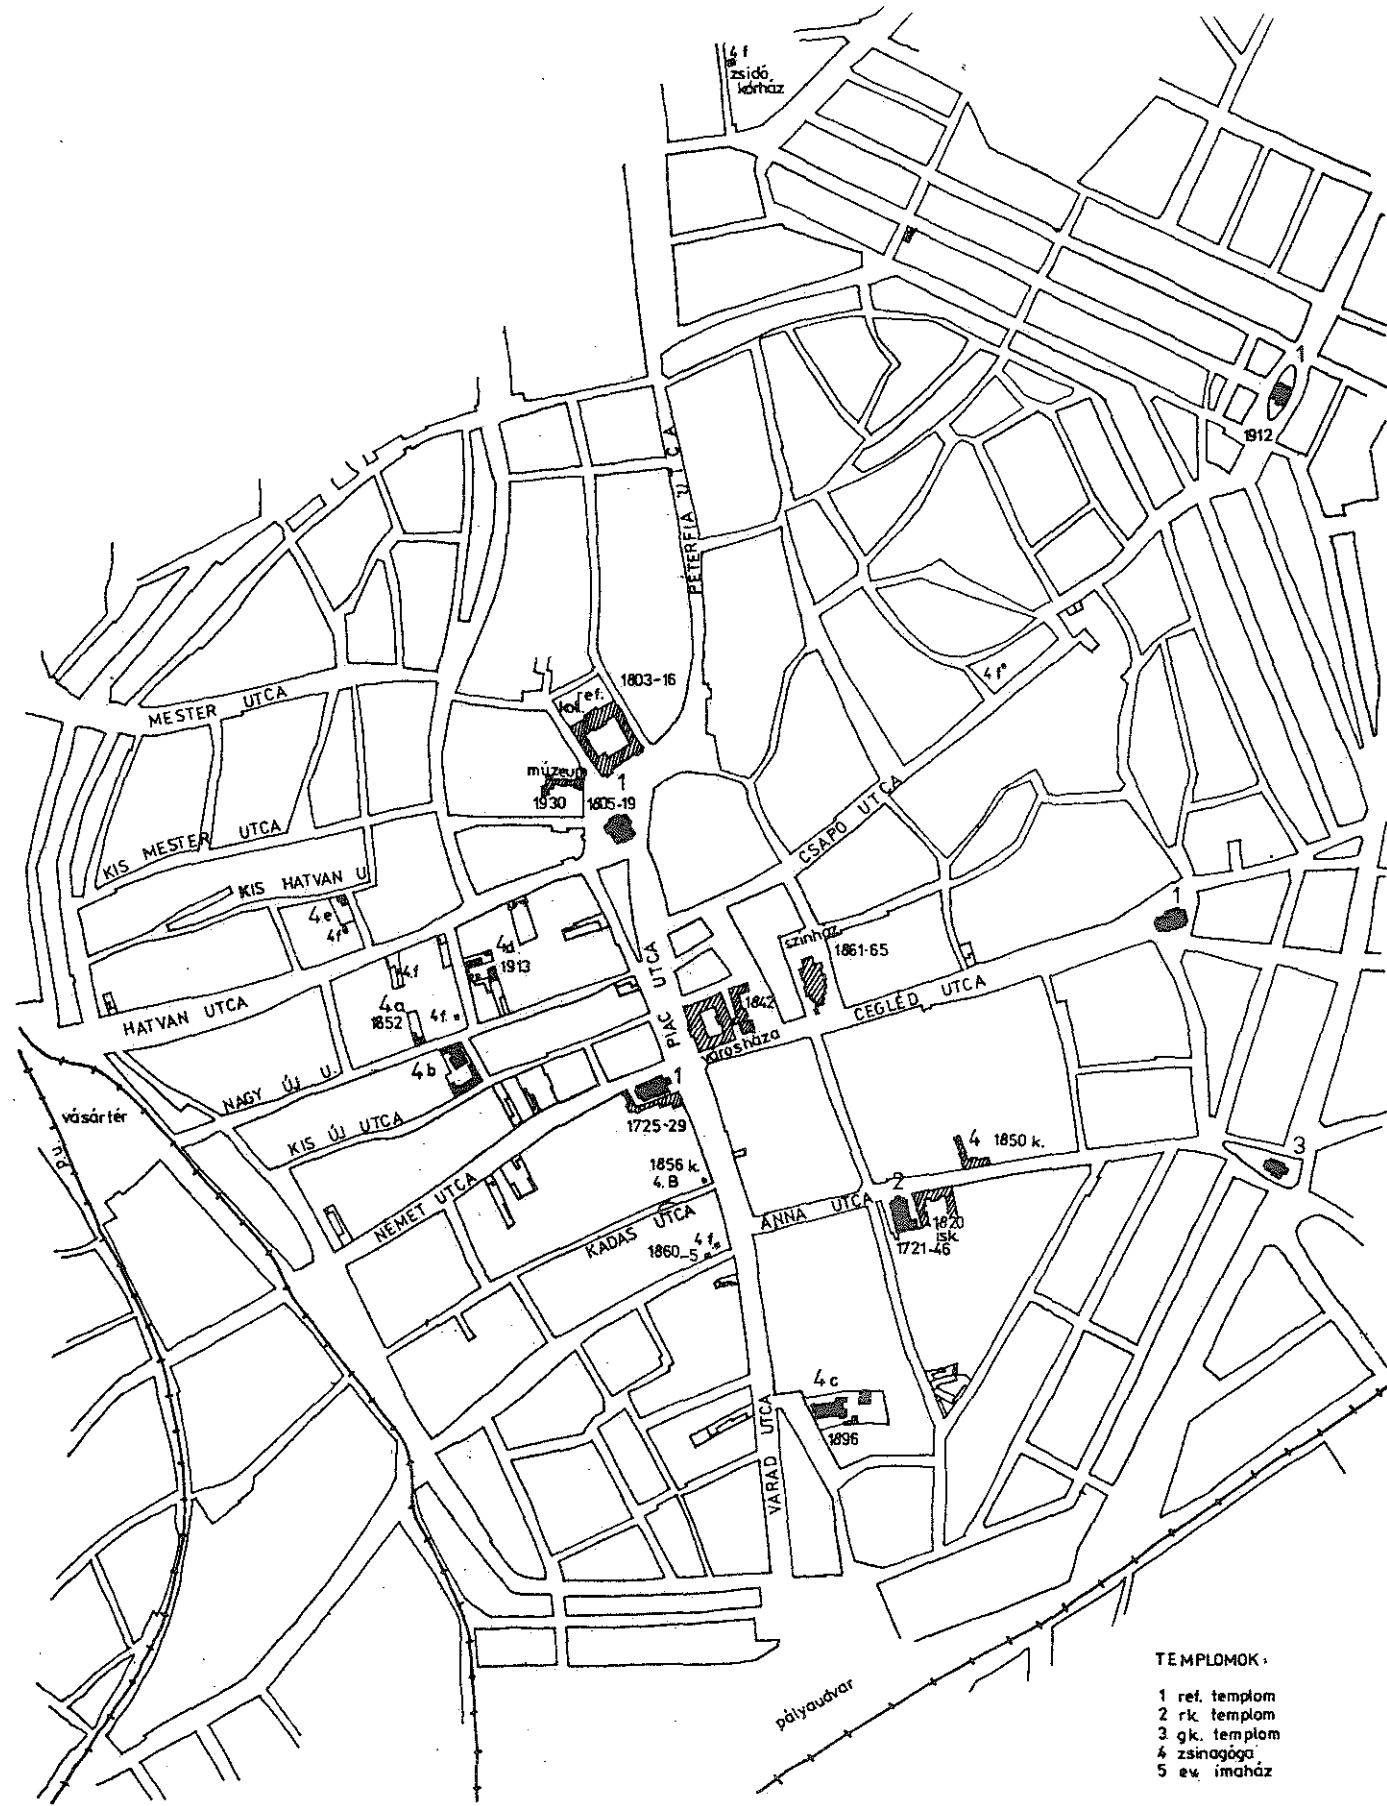 4 f
zsidó
kórház
1
1912
PÉTERFIA UTCA
1803-16
ref.
koll.
4 f
MESTER UTCA
múzeum
1
1930
1805-19
CSAPO UTCA
KIS MESTER UTCA
KIS HATVAN U.
4e
4f
4d
1913
4.f
PIAC UTCA
színház
1861-65
1
CEGLÉD UTCA
1842
városháza
HATVAN UTCA
4a
1852
4f.
4b
NAGY ÚJ U.
KIS ÚJ UTCA
vásártér
p.u.
1
1725-29
1856 k.
4. B
4
1850 k.
3
NÉMET UTCA
KÁDAS UTCA
ANNA UTCA
2
1820
isk.
1721-46
4 f.
1860
5
4c
1896
VÁRAD UTCA
pályaudvar
TEMPLOMOK:
1 ref. templom
2 rk. templom
3 gk. templom
4 zsinagóga
5 ev. imaház